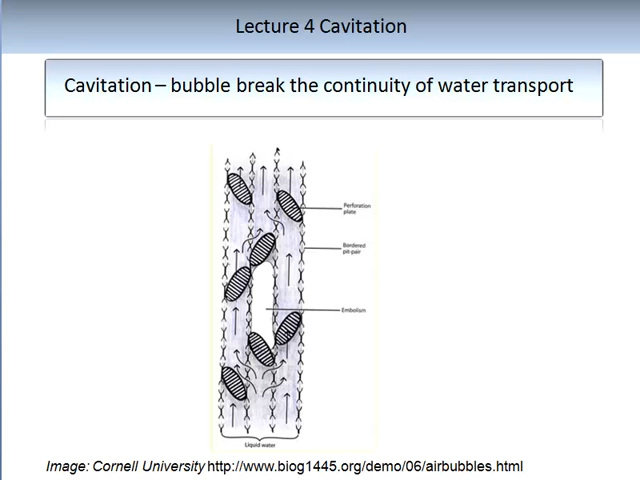 Lecture 4 Cavitation
Cavitation – bubble break the continuity of water transport
Perforation
plate
Bordered
pit-pair
Embolism
Liquid water
Image: Cornell University http://www.biog1445.org/demo/06/airbubbles.html